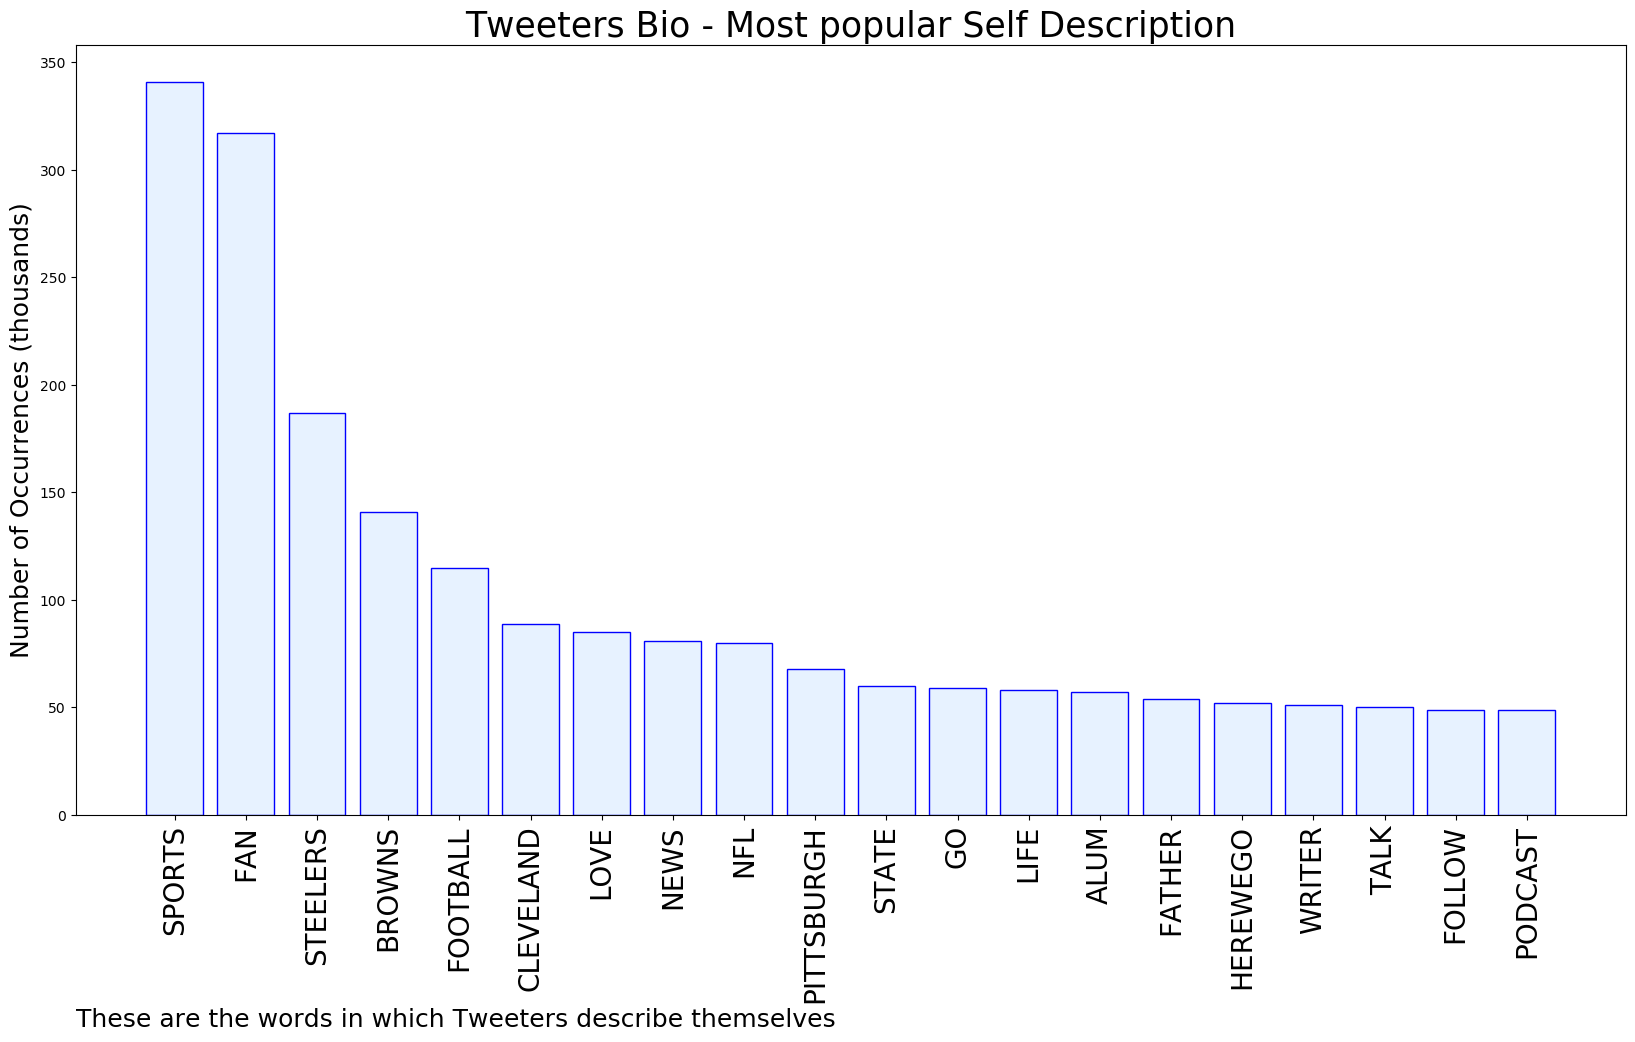 Tweeters Bio - Most popular Self Description
Number of Occurrences (thousands)
350
300
250
200
150
100
50
0
SPORTS
FAN
STEELERS
BROWNS
FOOTBALL
CLEVELAND
LOVE
NEWS
NFL
PITTSBURGH
STATE
GO
LIFE
ALUM
FATHER
HEREWEGO
WRITER
TALK
FOLLOW
PODCAST
These are the words in which Tweeters describe themselves